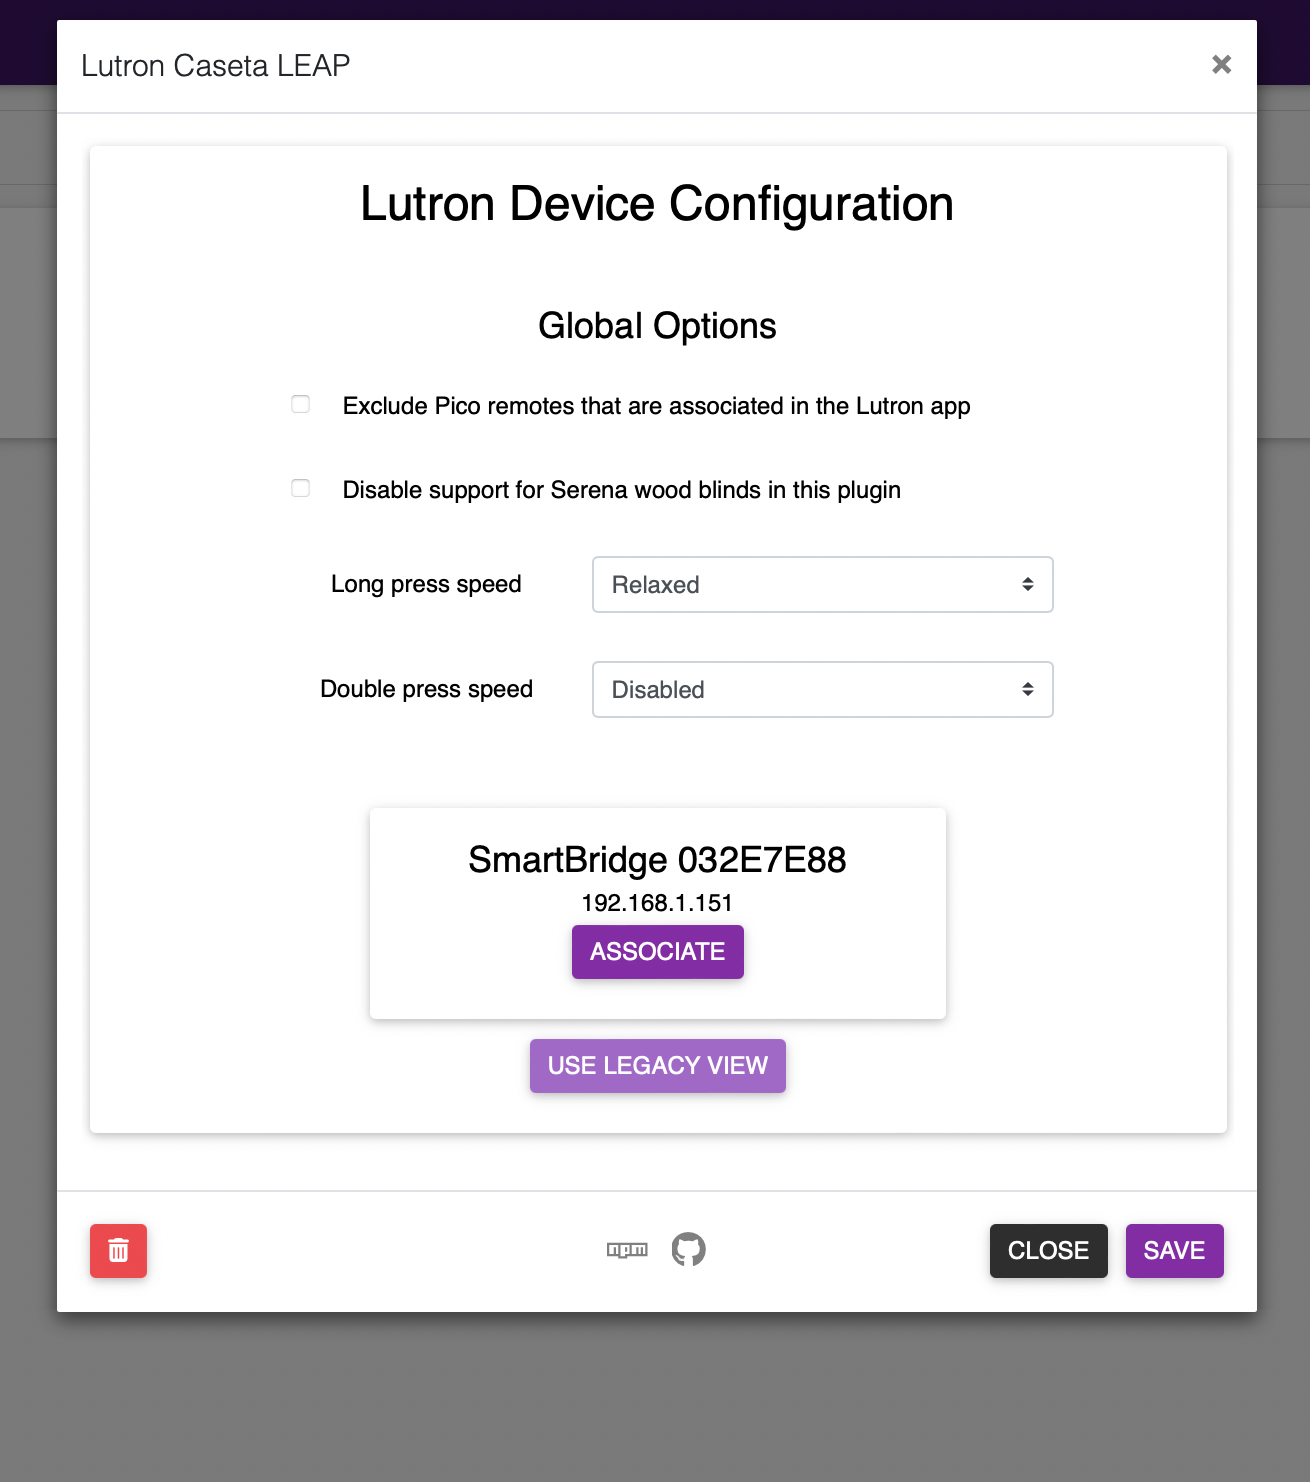 Lutron Caseta LEAP
Lutron Device Configuration
Global Options
Exclude Pico remotes that are associated in the Lutron app
Disable support for Serena wood blinds in this plugin
Long press speed
Relaxed
Double press speed
Disabled
SmartBridge 032E7E88
192.168.1.151
ASSOCIATE
USE LEGACY VIEW
npm
CLOSE
SAVE